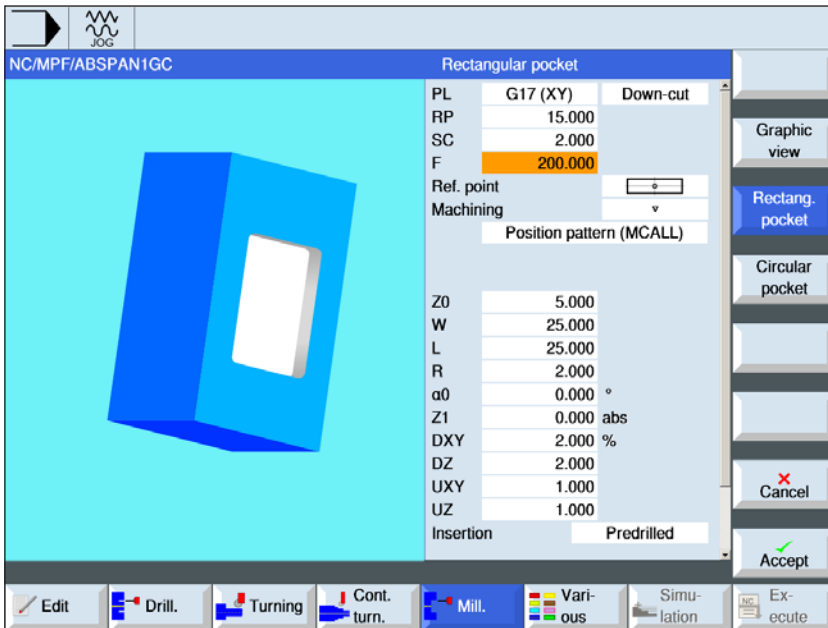 JOG
NC/MPF/ABSPAN1GC
Rectangular pocket
PL G17 (XY) Down-cut
RP 15.000
SC 2.000
F 200.000
Ref. point
Machining
Position pattern (MCALL)
Z0 5.000
W 25.000
L 25.000
R 2.000
α0 0.000 °
Z1 0.000 abs
DXY 2.000 %
DZ 2.000
UXY 1.000
UZ 1.000
Insertion Predrilled
Graphic
view
Rectang.
pocket
Circular
pocket
Cancel
Accept
Edit
Drill.
Turning
Cont.
turn.
Mill.
Vari-
ous
Simu-
lation
NC
Ex-
ecute